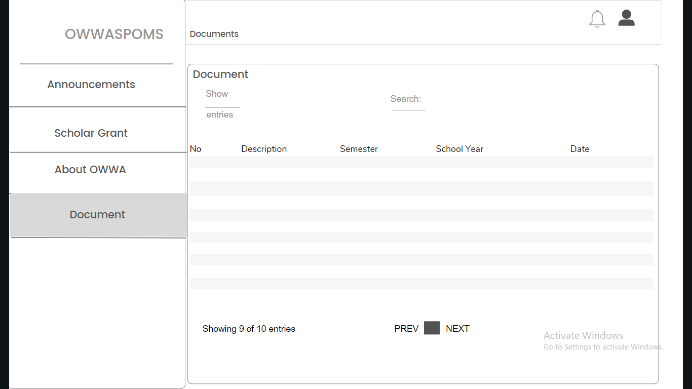 OWWASPOMS
Documents
Announcements
Scholar Grant
About OWWA
Document
Document
Show
entries
Search:
No Description Semester School Year Date
Showing 9 of 10 entries
PREV NEXT
Activate Windows
Go to Settings to activate Windows.